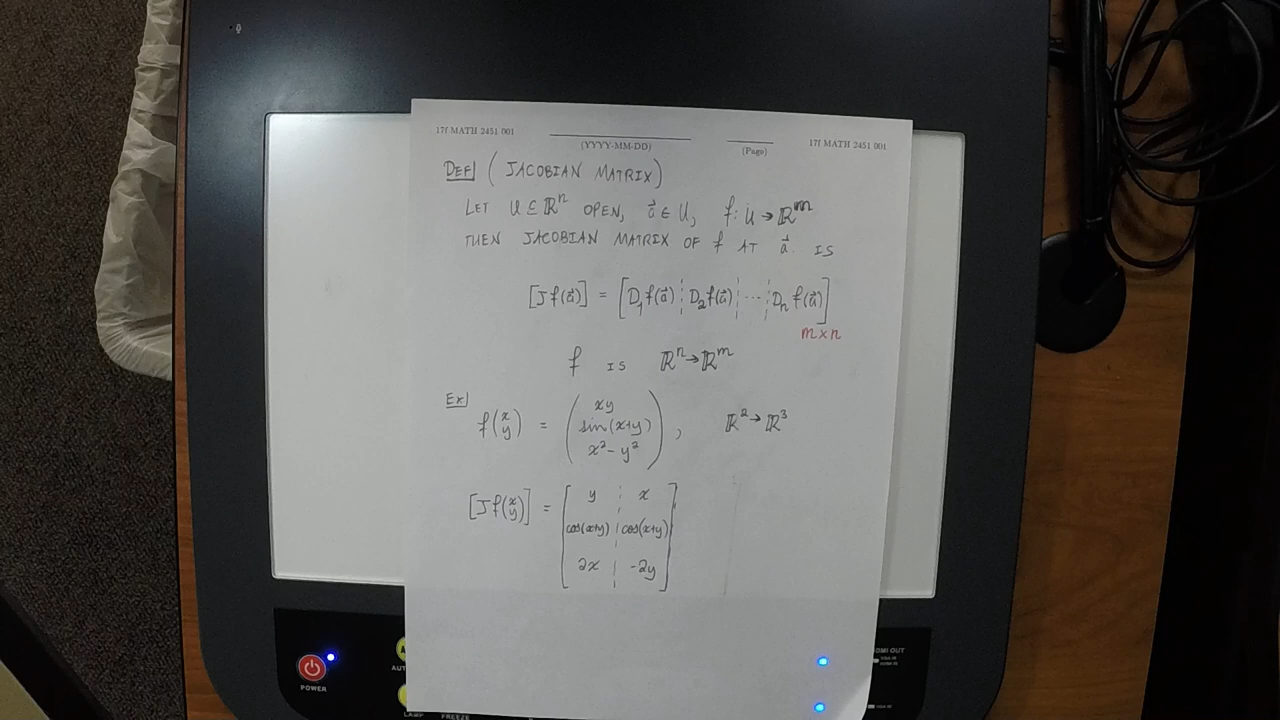 17f MATH 2451 001
(YYYY-MM-DD)
(Page)
17f MATH 2451 001
DEF (JACOBIAN MATRIX)
LET U ⊆ ℝⁿ OPEN, a⃗ ∈ U, f: U → ℝᵐ
THEN JACOBIAN MATRIX OF f AT a⃗ IS
[Jf(a⃗)] = [D₁f(a⃗) ¦ D₂f(a⃗) ¦ ··· ¦ Dₙf(a⃗)]
m×n
f IS ℝⁿ → ℝᵐ
Ex
f(x y) = (xy
sin(x+y)
x² - y²), ℝ² → ℝ³
[Jf(x y)] = [y ¦ x
cos(x+y) ¦ cos(x+y)
2x ¦ -2y]
POWER
FREEZE